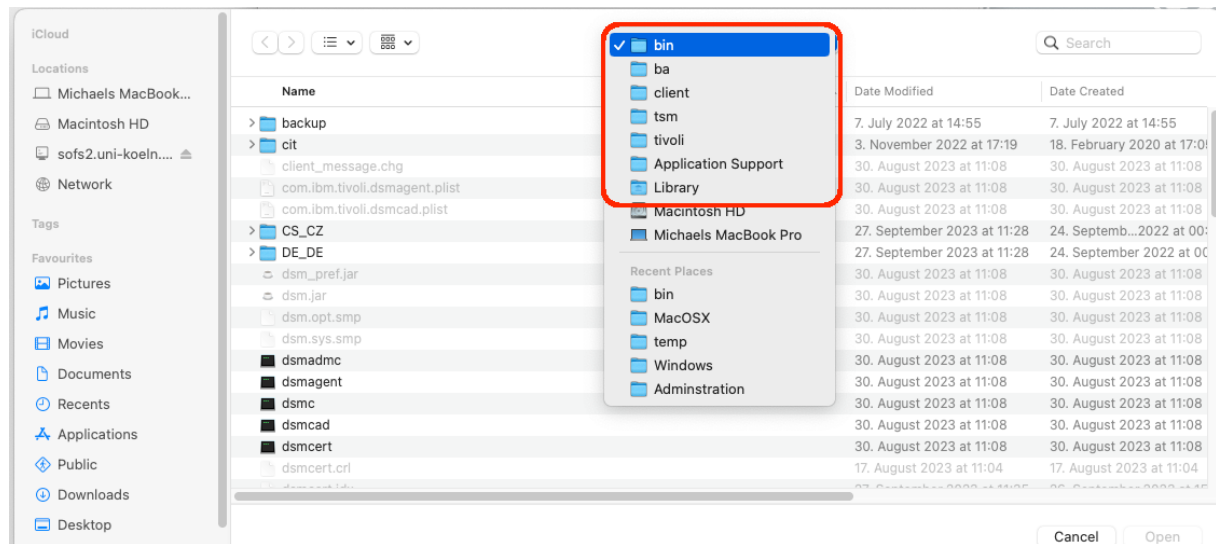 iCloud
Locations
Michaels MacBook...
Macintosh HD
sofs2.uni-koeln....
Network
Tags
Favourites
Pictures
Music
Movies
Documents
Recents
Applications
Public
Downloads
Desktop
bin
ba
client
tsm
tivoli
Application Support
Library
Macintosh HD
Michaels MacBook Pro
Recent Places
bin
MacOSX
temp
Windows
Adminstration
Search
Name Date Modified Date Created
backup 7. July 2022 at 14:55 7. July 2022 at 14:55
cit 3. November 2022 at 17:19 18. February 2020 at 17:0
client_message.chg 30. August 2023 at 11:08 30. August 2023 at 11:08
com.ibm.tivoli.dsmagent.plist 30. August 2023 at 11:08 30. August 2023 at 11:08
com.ibm.tivoli.dsmcad.plist 30. August 2023 at 11:08 30. August 2023 at 11:08
CS_CZ 27. September 2023 at 11:28 24. Septemb...2022 at 00:
DE_DE 27. September 2023 at 11:28 24. September 2022 at 00
dsm_pref.jar 30. August 2023 at 11:08 30. August 2023 at 11:08
dsm.jar 30. August 2023 at 11:08 30. August 2023 at 11:08
dsm.opt.smp 30. August 2023 at 11:08 30. August 2023 at 11:08
dsm.sys.smp 30. August 2023 at 11:08 30. August 2023 at 11:08
dsmadmc 30. August 2023 at 11:08 30. August 2023 at 11:08
dsmagent 30. August 2023 at 11:08 30. August 2023 at 11:08
dsmc 30. August 2023 at 11:08 30. August 2023 at 11:08
dsmcad 30. August 2023 at 11:08 30. August 2023 at 11:08
dsmcert 30. August 2023 at 11:08 30. August 2023 at 11:08
dsmcert.crl 17. August 2023 at 11:04 17. August 2023 at 11:04
Cancel Open